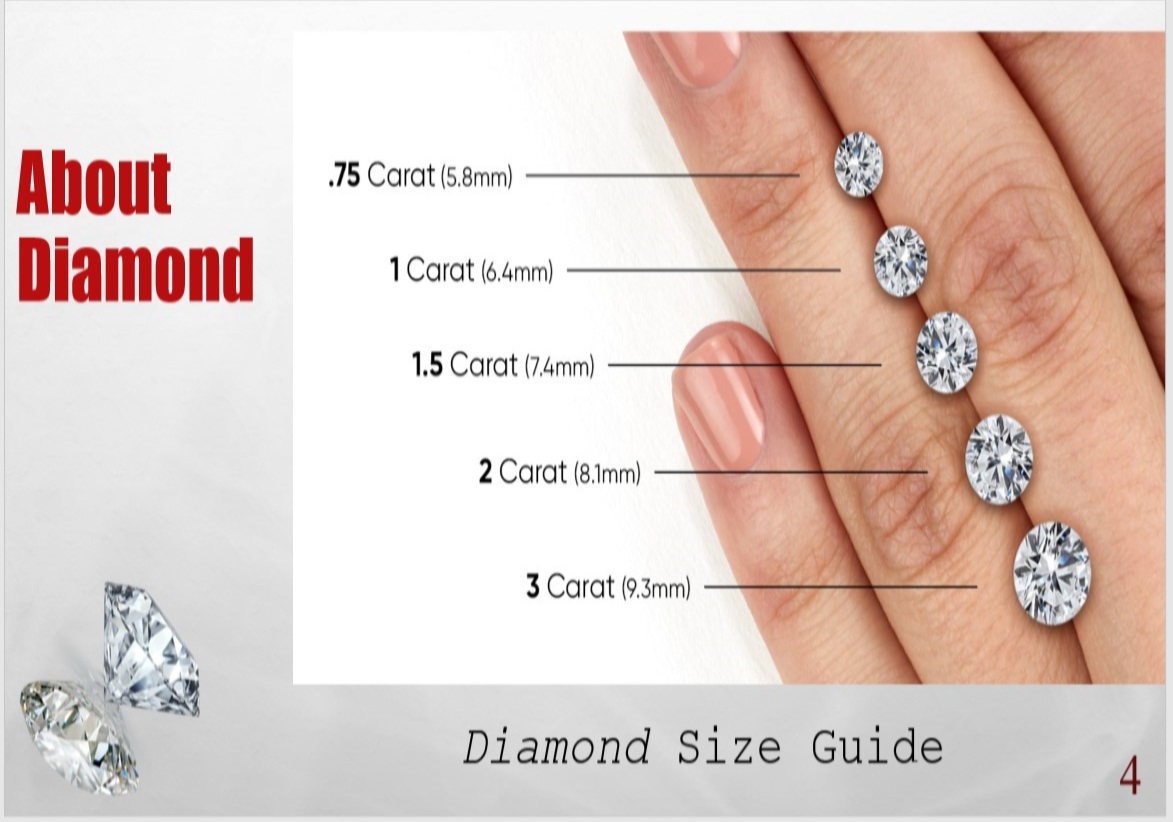 About
Diamond
.75 Carat (5.8mm)
1 Carat (6.4mm)
1.5 Carat (7.4mm)
2 Carat (8.1mm)
3 Carat (9.3mm)
Diamond Size Guide
4